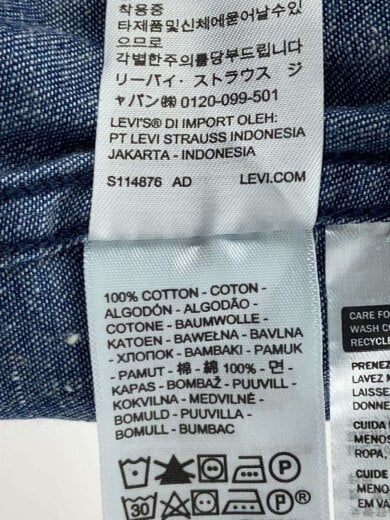 착용중
타제품및신체에묻어날수있
으므로
각별한주의를당부드립니다
リーバイ・ストラウス ジ
ャパン㈱ 0120-099-501
LEVI'S® DI IMPORT OLEH:
PT LEVI STRAUSS INDONESIA
JAKARTA - INDONESIA
S114876 AD LEVI.COM
100% COTTON - COTON -
ALGODÓN - ALGODÃO -
COTONE - BAUMWOLLE -
KATOEN - BAWEŁNA - BAVLNA
- ХЛОПОК - BAMBAKI - PAMUK
- PAMUT - 棉 - 綿 100% - 면 -
KAPAS - BOMBAŽ - PUUVILL -
KOKVILNA - MEDVILNĖ -
BOMULD - PUUVILLA -
BOMULL - BUMBAC
P
30 P
CARE FO
WASH C
RECYCLE
PRENEZ
LAVEZ M
LAISSE
DONNE
CUIDA
MENOS
ROPA,
CUIDE
MENOS
EM VA